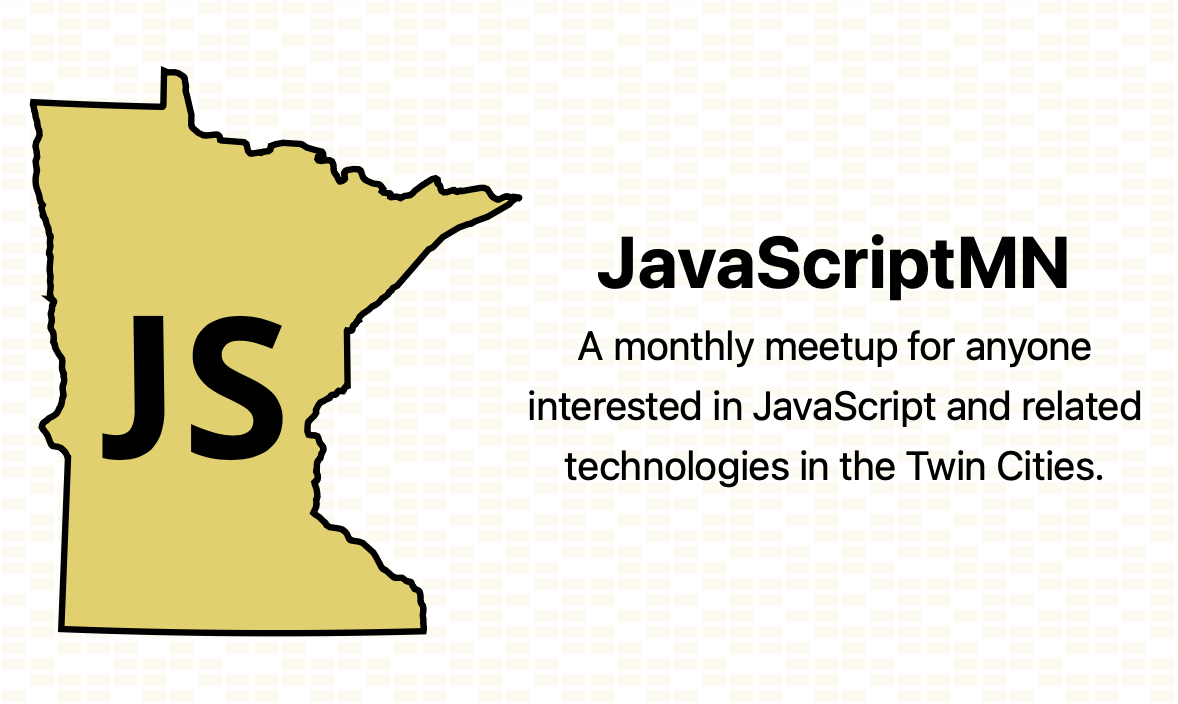 JS
JavaScriptMN
A monthly meetup for anyone
interested in JavaScript and related
technologies in the Twin Cities.